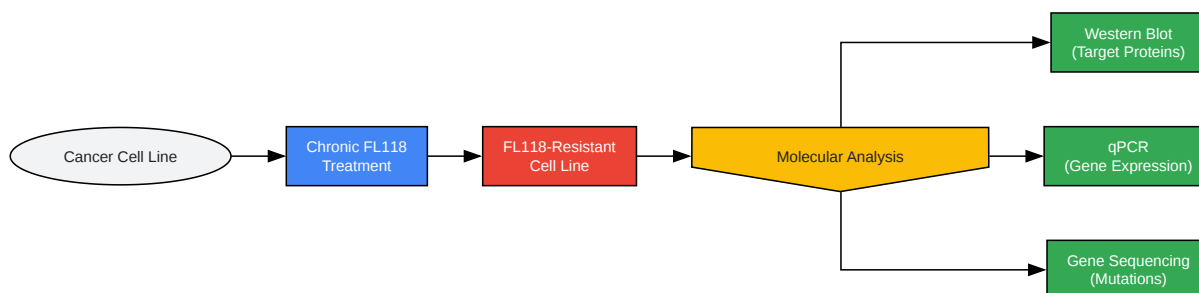 Cancer Cell Line
Chronic FL118
Treatment
FL118-Resistant
Cell Line
Molecular Analysis
Western Blot
(Target Proteins)
qPCR
(Gene Expression)
Gene Sequencing
(Mutations)